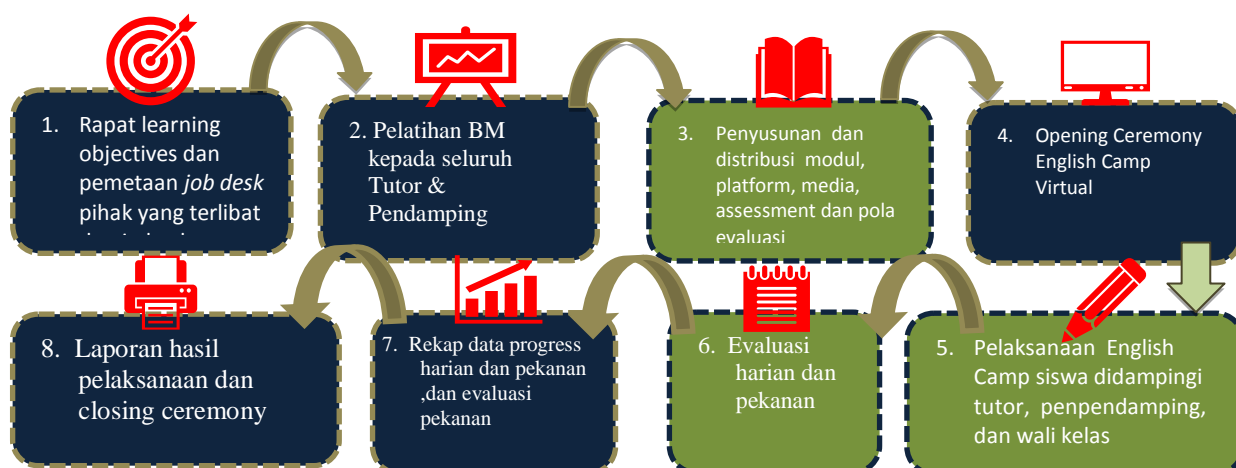 1. Rapat learning
objectives dan
pemetaan job desk
pihak yang terlibat
2. Pelatihan BM
kepada seluruh
Tutor &
Pendamping
3. Penyusunan dan
distribusi modul,
platform, media,
assessment dan pola
evaluasi
4. Opening Ceremony
English Camp
Virtual
5. Pelaksanaan English
Camp siswa didampingi
tutor, penpendamping,
dan wali kelas
6. Evaluasi
harian dan
pekanan
7. Rekap data progress
harian dan pekanan
,dan evaluasi
pekanan
8. Laporan hasil
pelaksanaan dan
closing ceremony